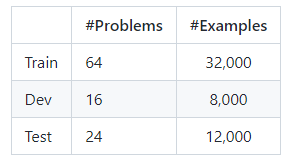 #Problems #Examples
Train 64 32,000
Dev 16 8,000
Test 24 12,000